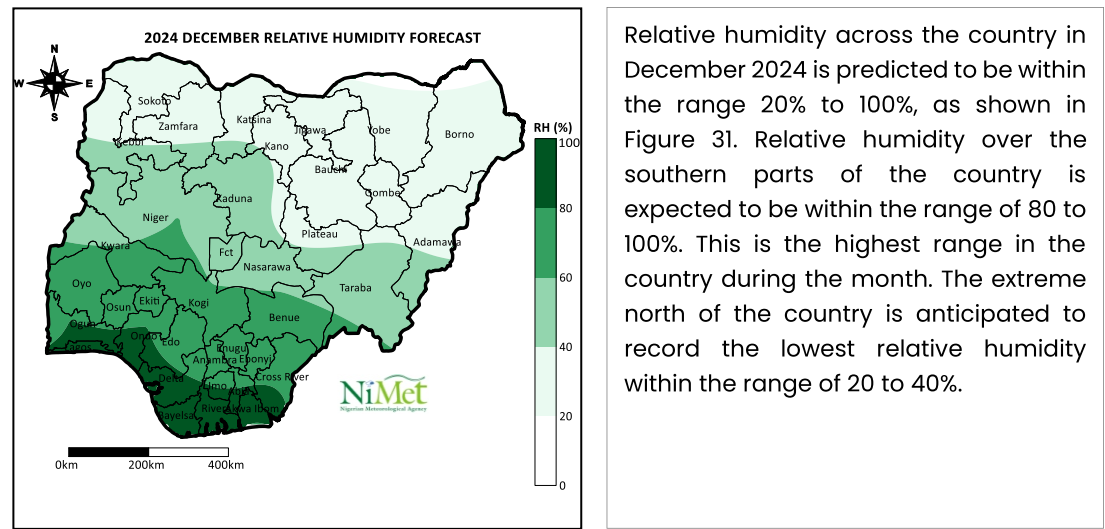 2024 DECEMBER RELATIVE HUMIDITY FORECAST
N
W E
S
Sokoto
Zamfara
Katsina
Jigawa
Yobe
Borno
Kebbi
Kano
Bauchi
Gombe
Kaduna
Niger
Plateau
Adamawa
Kwara
Fct
Nasarawa
Taraba
Oyo
Osun
Ekiti
Kogi
Benue
Ogun
Lagos
Ondo
Edo
Enugu
Anambra
Ebonyi
Delta
Imo
Abia
Cross River
Bayelsa
Rivers
Akwa Ibom
RH (%)
100
80
60
40
20
0
NiMet
Nigerian Meteorological Agency
0km 200km 400km
Relative humidity across the country in
December 2024 is predicted to be within
the range 20% to 100%, as shown in
Figure 31. Relative humidity over the
southern parts of the country is
expected to be within the range of 80 to
100%. This is the highest range in the
country during the month. The extreme
north of the country is anticipated to
record the lowest relative humidity
within the range of 20 to 40%.